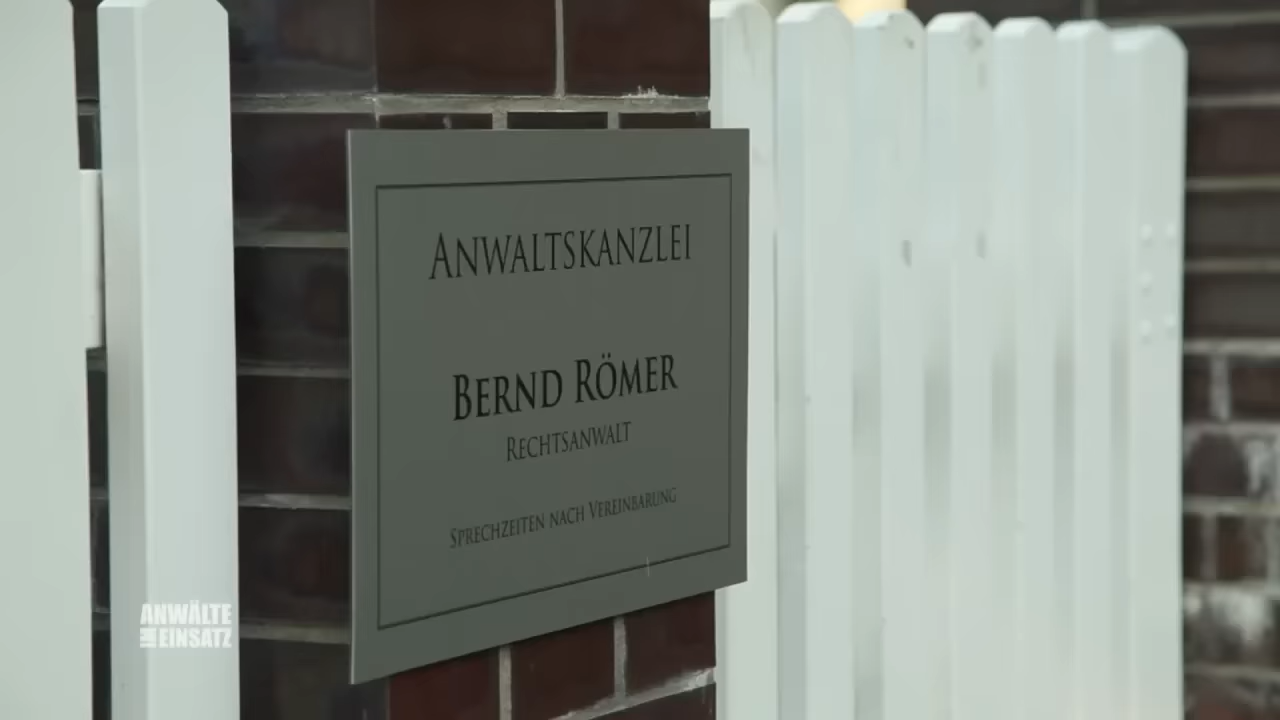 ANWALTSKANZLEI
BERND RÖMER
RECHTSANWALT
SPRECHZEITEN NACH VEREINBARUNG
ANWÄLTE
IM EINSATZ